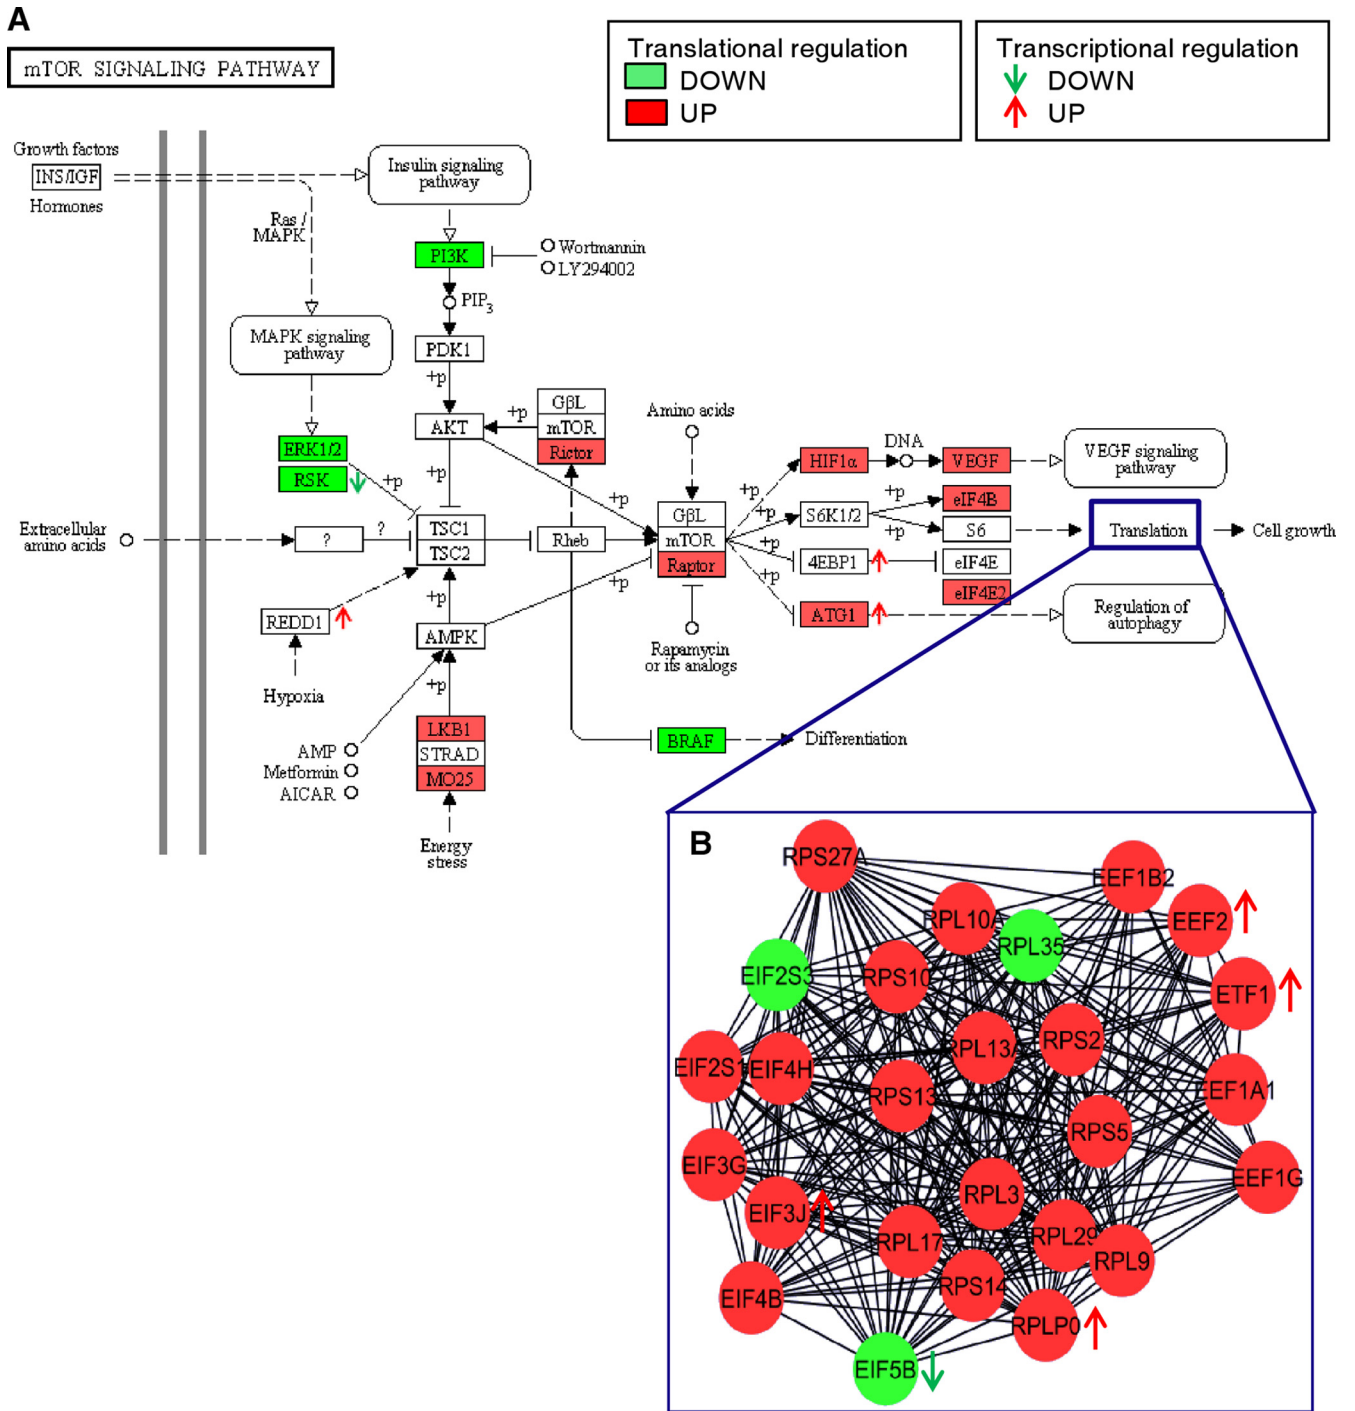 A
mTOR SIGNALING PATHWAY
Translational regulation
DOWN
UP
Transcriptional regulation
DOWN
UP
Growth factors
INS/IGF
Hormones
Insulin signaling
pathway
Ras /
MAPK
PI3K
Wortmannin
LY294002
PIP3
MAPK signaling
pathway
PDK1
+p
GβL
mTOR
Rictor
+p
AKT
Amino acids
ERK1/2
RSK
+p
+p
+p
HIF1α
DNA
VEGF
VEGF signaling
pathway
+p
+p
+p
eIF4B
Extracellular
amino acids
?
?
TSC1
TSC2
Rheb
GβL
mTOR
Raptor
S6K1/2
+p
S6
Translation
Cell growth
4EBP1
eIF4E
+p
+p
+p
eIF4E2
ATG1
Regulation of
autophagy
REDD1
AMPK
Rapamycin
or its analogs
Hypoxia
+p
LKB1
STRAD
MO25
AMP
Metformin
AICAR
BRAF
Differentiation
Energy
stress
B
RPS27A
EEF1B2
RPL10A
EEF2
RPL35
EIF2S3
RPS10
ETF1
RPL13A
RPS2
EIF2S1
EIF4H
RPS13
EEF1A1
RPS5
EIF3G
EEF1G
RPL3
EIF3J
RPL17
RPL29
RPL9
EIF4B
RPS14
RPLP0
EIF5B